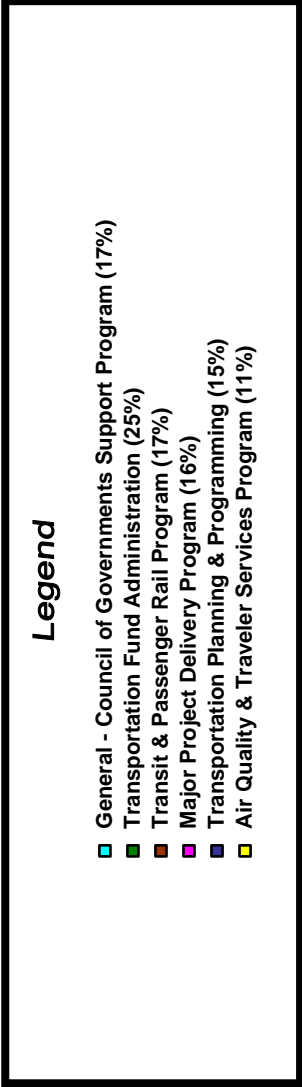 Legend
General - Council of Governments Support Program (17%)
Transportation Fund Administration (25%)
Transit & Passenger Rail Program (17%)
Major Project Delivery Program (16%)
Transportation Planning & Programming (15%)
Air Quality & Traveler Services Program (11%)